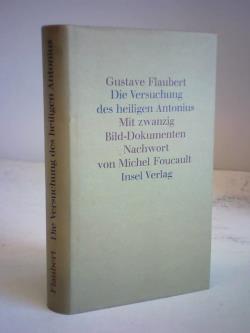 Gustave Flaubert
Die Versuchung
des heiligen Antonius
Mit zwanzig
Bild-Dokumenten
Nachwort
von Michel Foucault
Insel Verlag
Flaubert Die Versuchung des heiligen Antonius